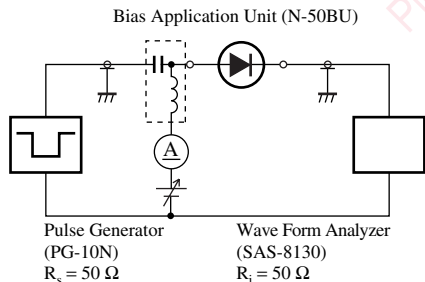 Bias Application Unit (N-50BU)
A
Pulse Generator
(PG-10N)
Rs = 50 Ω
Wave Form Analyzer
(SAS-8130)
Ri = 50 Ω